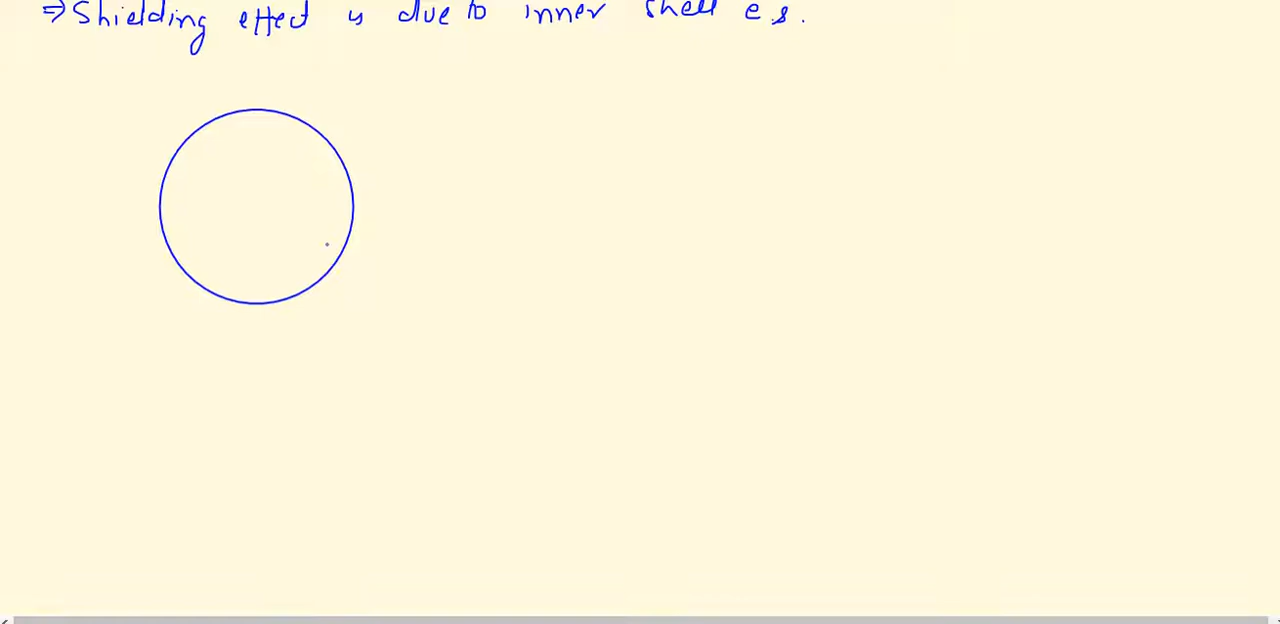 ⇒ Shielding effect is due to inner shell e s.